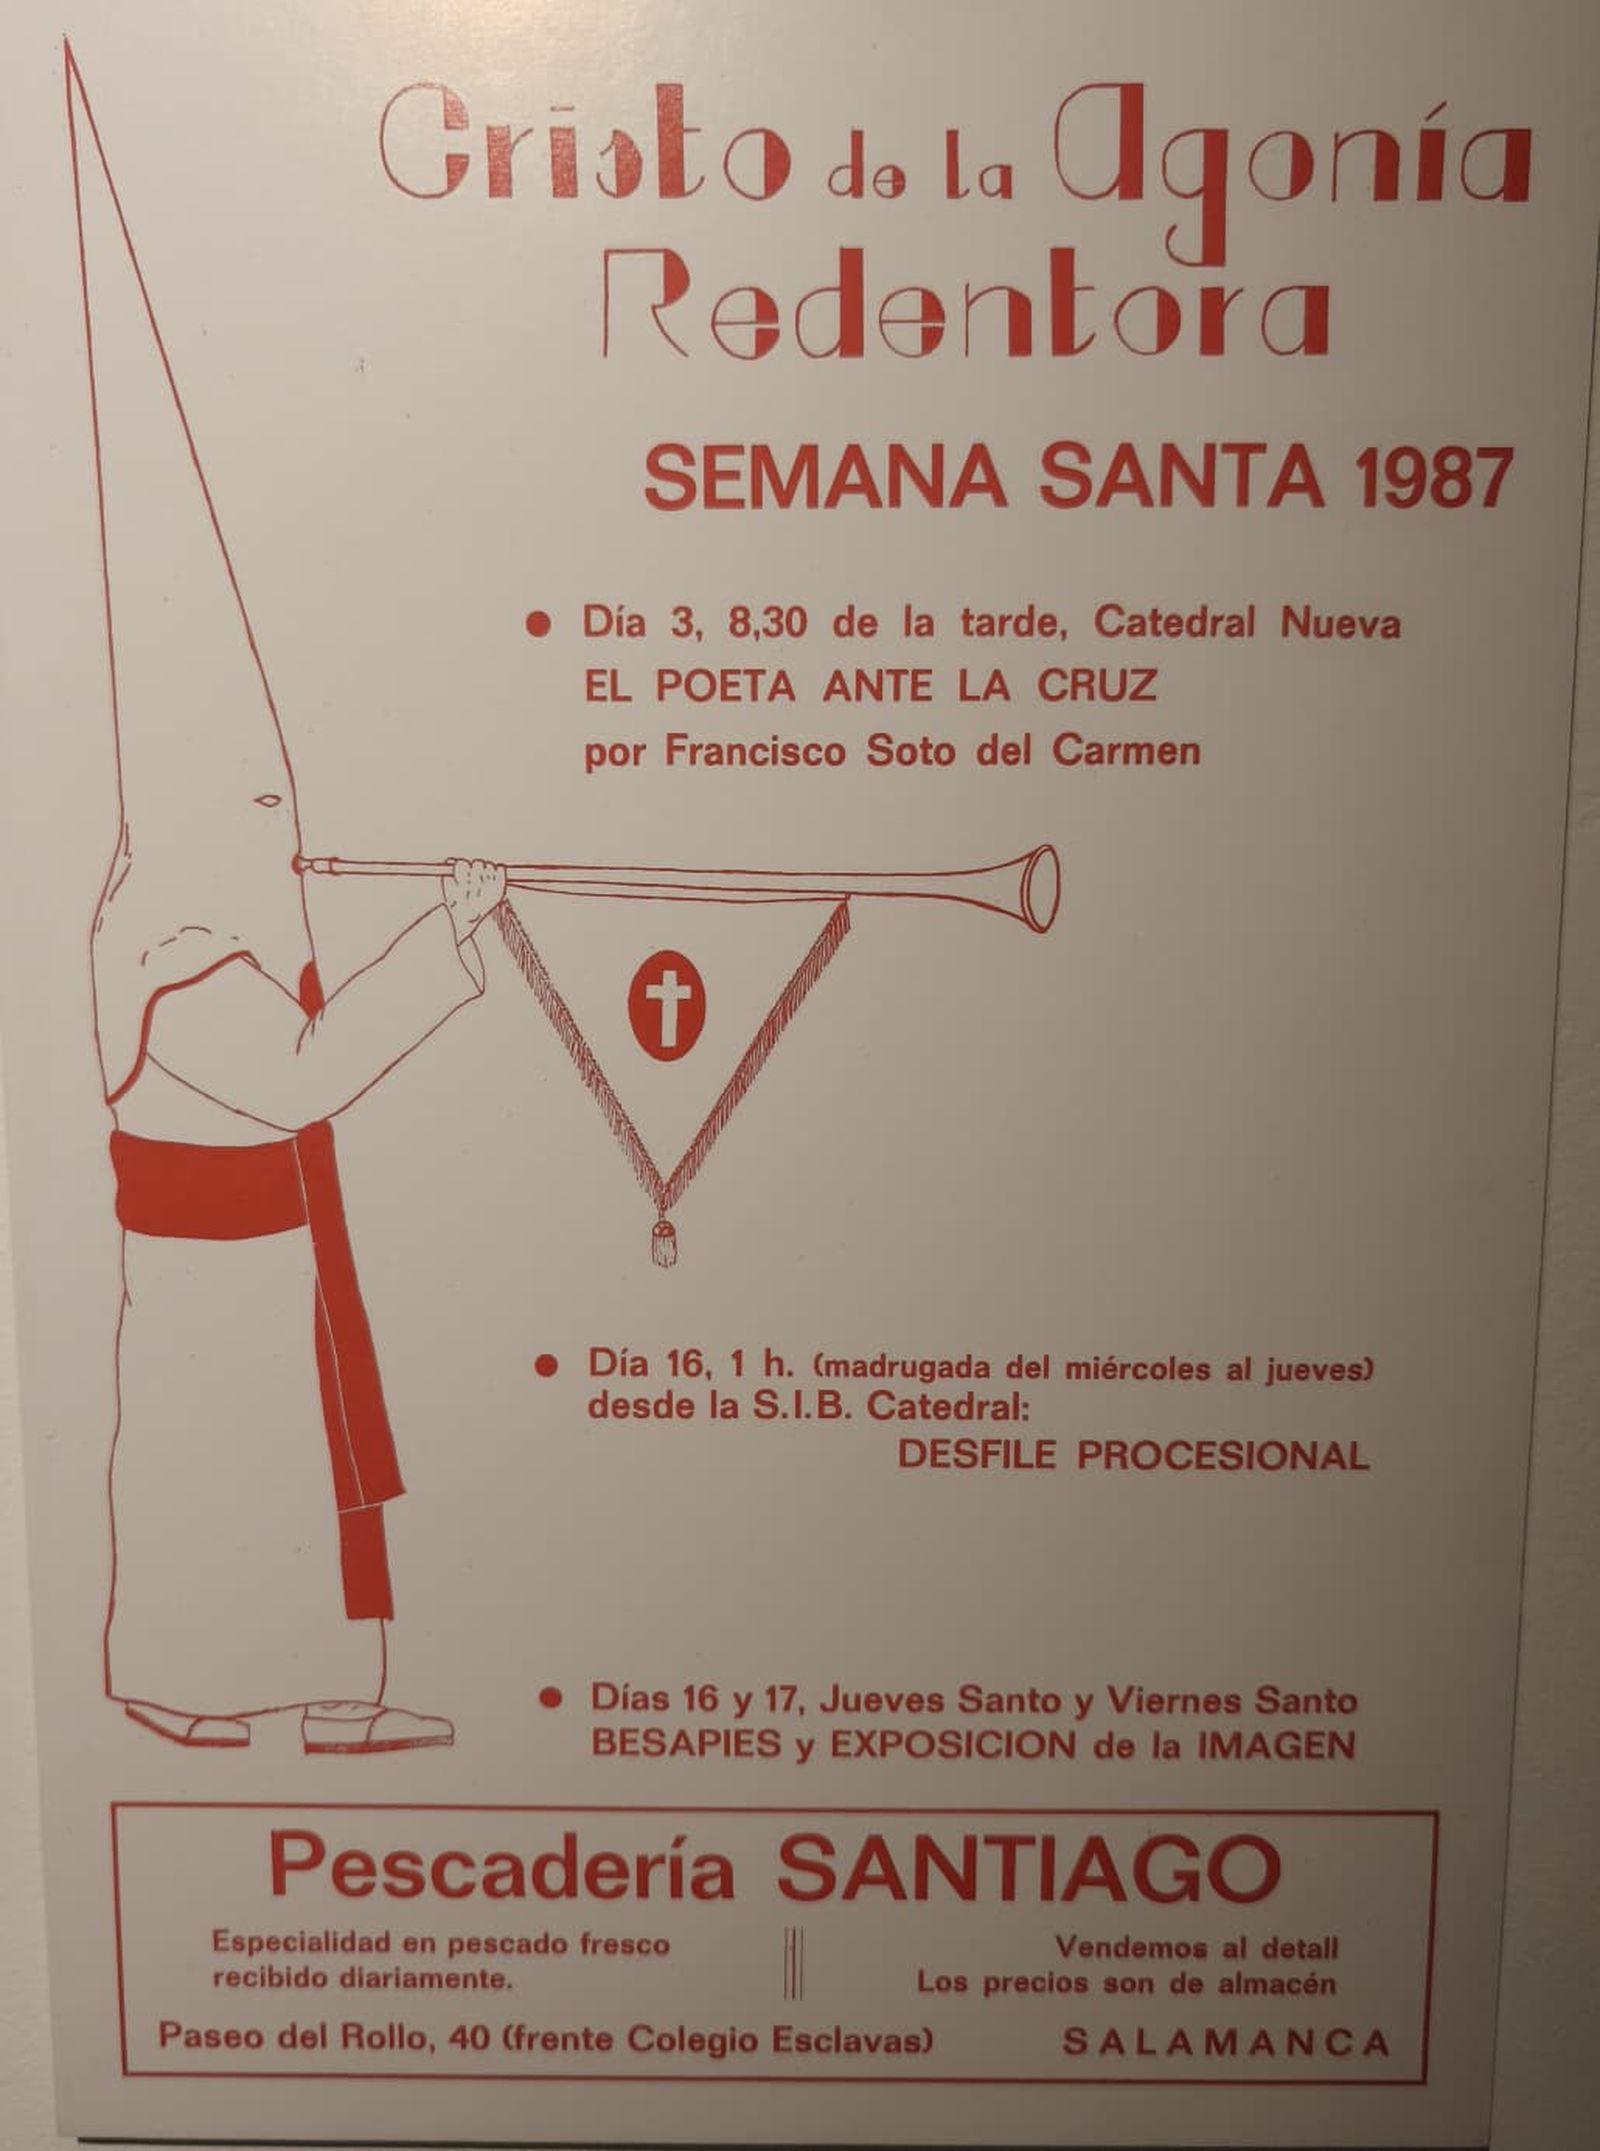 Cristo de la Agonía
Redentora
SEMANA SANTA 1987
● Día 3, 8,30 de la tarde, Catedral Nueva
EL POETA ANTE LA CRUZ
por Francisco Soto del Carmen
● Día 16, 1 h. (madrugada del miércoles al jueves)
desde la S.I.B. Catedral:
DESFILE PROCESIONAL
● Días 16 y 17, Jueves Santo y Viernes Santo
BESAPIES y EXPOSICION de la IMAGEN
Pescadería SANTIAGO
Especialidad en pescado fresco
recibido diariamente.
Vendemos al detall
Los precios son de almacén
Paseo del Rollo, 40 (frente Colegio Esclavas) SALAMANCA